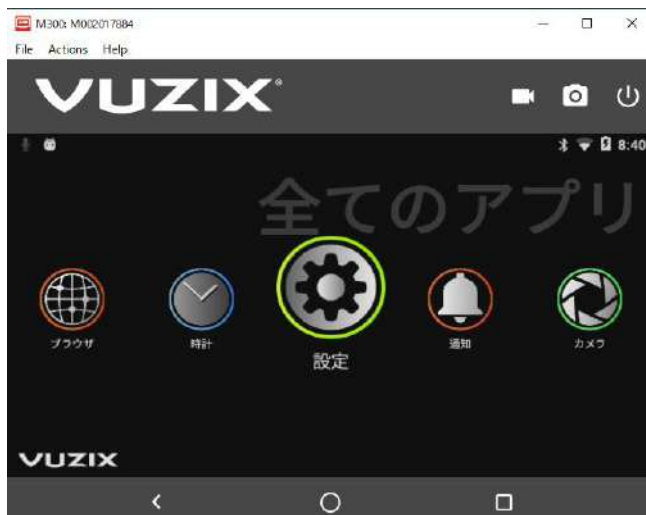 M300: M002017884
File Actions Help
VUZIX®
8:40
全てのアプリ
ブラウザ
時計
設定
通知
カメラ
VUZIX